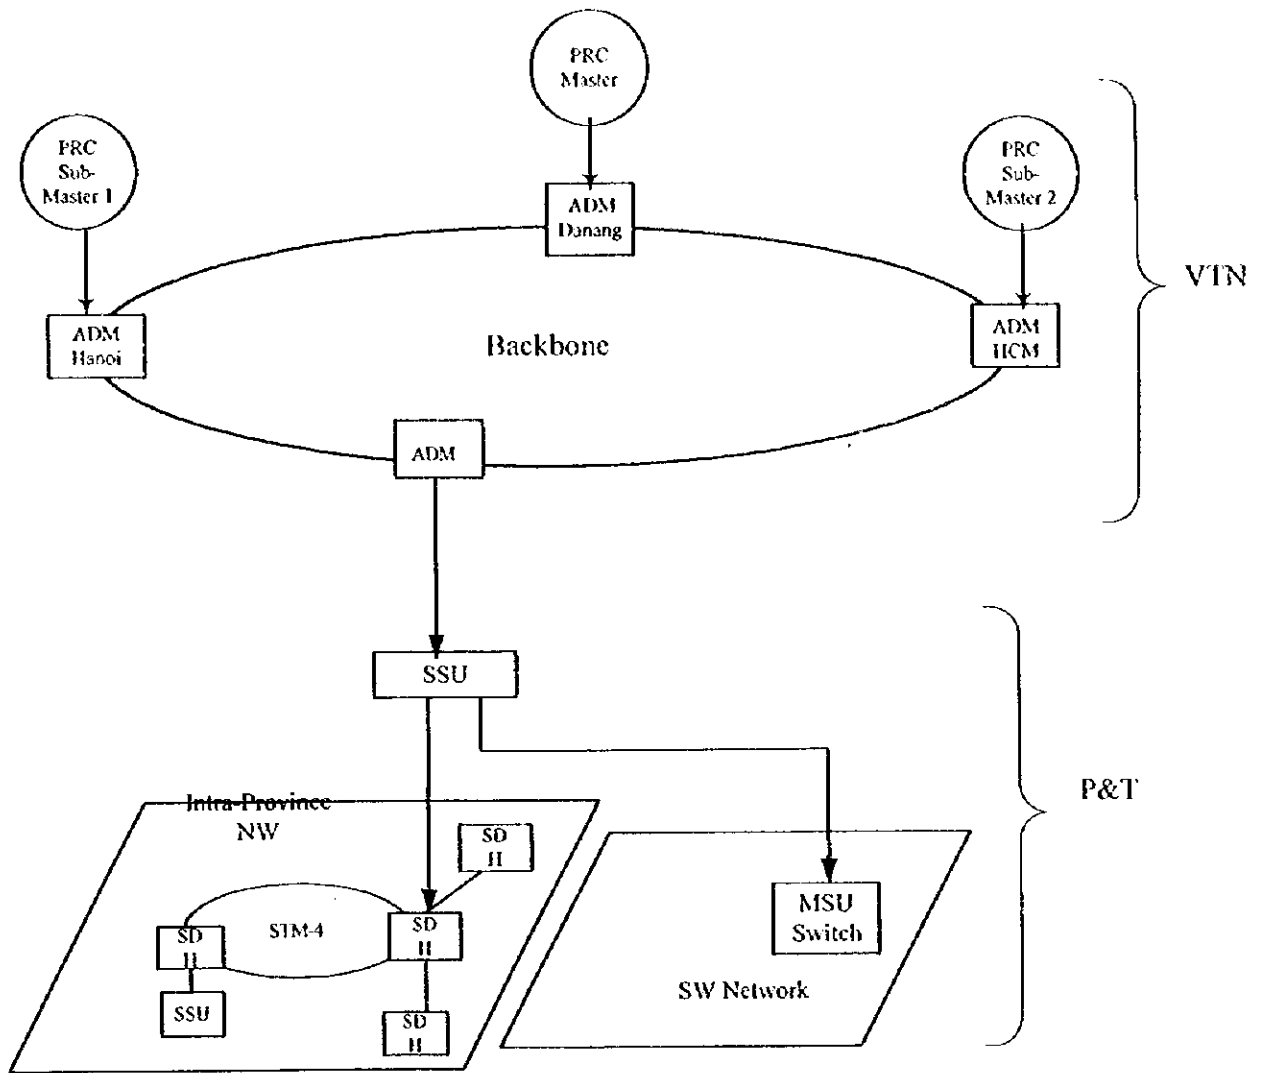 PRC
Master
PRC
Sub-
Master 1
PRC
Sub-
Master 2
ADM
Danang
VTN
ADM
Hanoi
ADM
HCM
Backbone
ADM
SSU
P&T
Intra-Province
NW
SD
H
MSU
Switch
SD
H
STM-4
SD
H
SW Network
SSU
SD
H